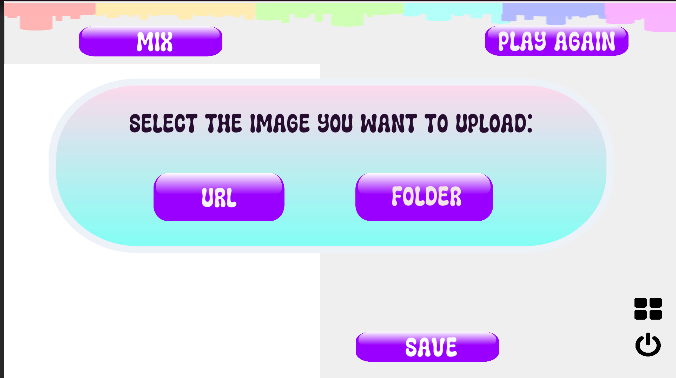 MIX
PLAY AGAIN
SELECT THE IMAGE YOU WANT TO UPLOAD:
URL
FOLDER
SAVE